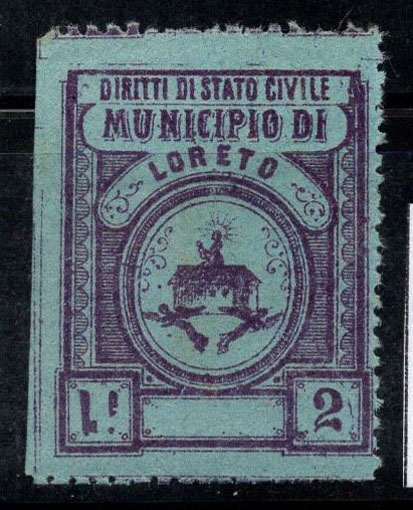 DIRITTI DI STATO CIVILE
MUNICIPIO DI
LORETO
L. 2